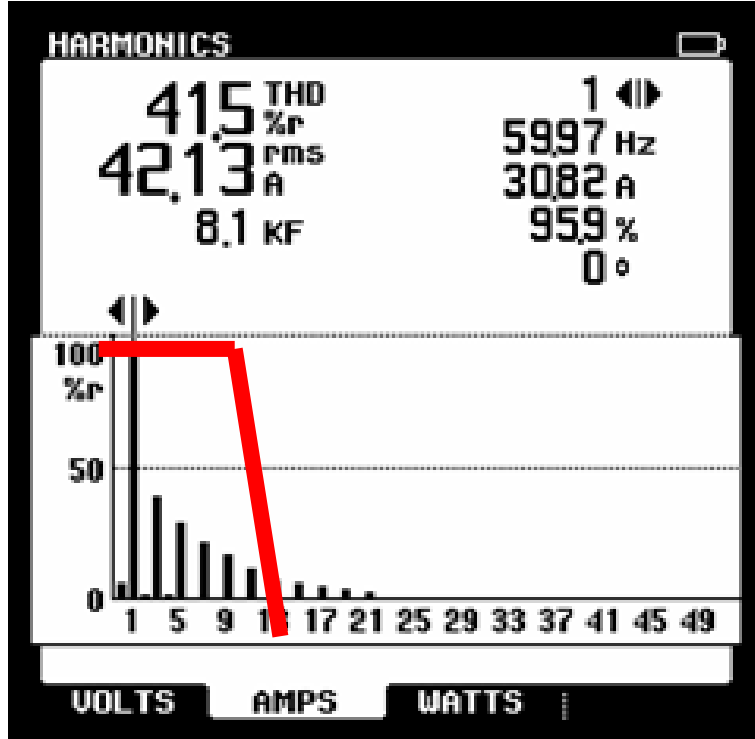 HARMONICS
41.5 THD %r
42.13 rms A
8.1 KF
1
59.97 Hz
30.82 A
95.9 %
0 °
100
%r
50
0
1 5 9 17 21 25 29 33 37 41 45 49
VOLTS AMPS WATTS